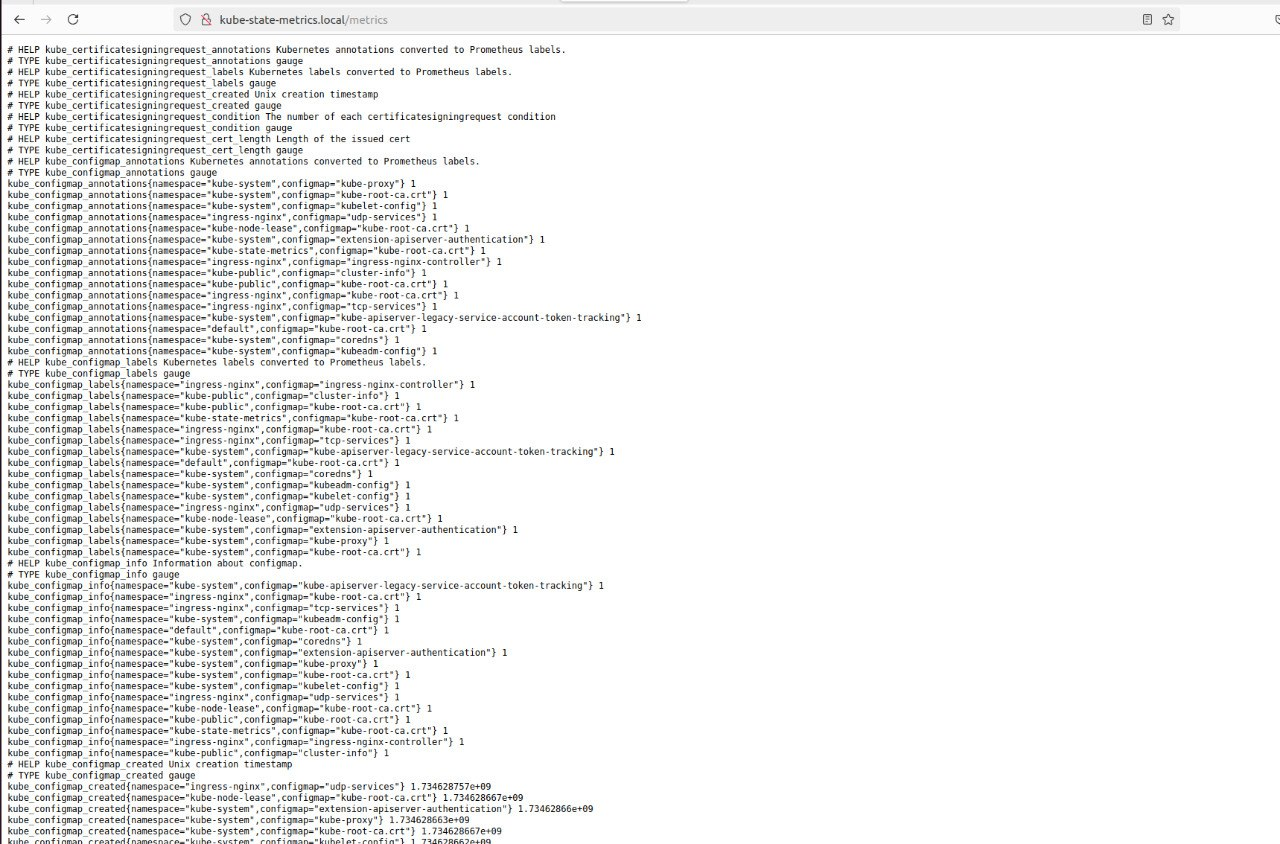 kube-state-metrics.local/metrics
# HELP kube_certificatesigningrequest_annotations Kubernetes annotations converted to Prometheus labels.
# TYPE kube_certificatesigningrequest_annotations gauge
# HELP kube_certificatesigningrequest_labels Kubernetes labels converted to Prometheus labels.
# TYPE kube_certificatesigningrequest_labels gauge
# HELP kube_certificatesigningrequest_created Unix creation timestamp
# TYPE kube_certificatesigningrequest_created gauge
# HELP kube_certificatesigningrequest_condition The number of each certificatesigningrequest condition
# TYPE kube_certificatesigningrequest_condition gauge
# HELP kube_certificatesigningrequest_cert_length Length of the issued cert
# TYPE kube_certificatesigningrequest_cert_length gauge
# HELP kube_configmap_annotations Kubernetes annotations converted to Prometheus labels.
# TYPE kube_configmap_annotations gauge
kube_configmap_annotations{namespace="kube-system",configmap="kube-proxy"} 1
kube_configmap_annotations{namespace="kube-system",configmap="kube-root-ca.crt"} 1
kube_configmap_annotations{namespace="kube-system",configmap="kubelet-config"} 1
kube_configmap_annotations{namespace="ingress-nginx",configmap="udp-services"} 1
kube_configmap_annotations{namespace="kube-node-lease",configmap="kube-root-ca.crt"} 1
kube_configmap_annotations{namespace="kube-system",configmap="extension-apiserver-authentication"} 1
kube_configmap_annotations{namespace="kube-state-metrics",configmap="kube-root-ca.crt"} 1
kube_configmap_annotations{namespace="ingress-nginx",configmap="ingress-nginx-controller"} 1
kube_configmap_annotations{namespace="kube-public",configmap="cluster-info"} 1
kube_configmap_annotations{namespace="kube-public",configmap="kube-root-ca.crt"} 1
kube_configmap_annotations{namespace="ingress-nginx",configmap="kube-root-ca.crt"} 1
kube_configmap_annotations{namespace="ingress-nginx",configmap="tcp-services"} 1
kube_configmap_annotations{namespace="kube-system",configmap="kube-apiserver-legacy-service-account-token-tracking"} 1
kube_configmap_annotations{namespace="default",configmap="kube-root-ca.crt"} 1
kube_configmap_annotations{namespace="kube-system",configmap="coredns"} 1
kube_configmap_annotations{namespace="kube-system",configmap="kubeadm-config"} 1
# HELP kube_configmap_labels Kubernetes labels converted to Prometheus labels.
# TYPE kube_configmap_labels gauge
kube_configmap_labels{namespace="ingress-nginx",configmap="ingress-nginx-controller"} 1
kube_configmap_labels{namespace="kube-public",configmap="cluster-info"} 1
kube_configmap_labels{namespace="kube-public",configmap="kube-root-ca.crt"} 1
kube_configmap_labels{namespace="kube-state-metrics",configmap="kube-root-ca.crt"} 1
kube_configmap_labels{namespace="ingress-nginx",configmap="kube-root-ca.crt"} 1
kube_configmap_labels{namespace="ingress-nginx",configmap="tcp-services"} 1
kube_configmap_labels{namespace="kube-system",configmap="kube-apiserver-legacy-service-account-token-tracking"} 1
kube_configmap_labels{namespace="default",configmap="kube-root-ca.crt"} 1
kube_configmap_labels{namespace="kube-system",configmap="coredns"} 1
kube_configmap_labels{namespace="kube-system",configmap="kubeadm-config"} 1
kube_configmap_labels{namespace="kube-system",configmap="kubelet-config"} 1
kube_configmap_labels{namespace="ingress-nginx",configmap="udp-services"} 1
kube_configmap_labels{namespace="kube-node-lease",configmap="kube-root-ca.crt"} 1
kube_configmap_labels{namespace="kube-system",configmap="extension-apiserver-authentication"} 1
kube_configmap_labels{namespace="kube-system",configmap="kube-proxy"} 1
kube_configmap_labels{namespace="kube-system",configmap="kube-root-ca.crt"} 1
# HELP kube_configmap_info Information about configmap.
# TYPE kube_configmap_info gauge
kube_configmap_info{namespace="kube-system",configmap="kube-apiserver-legacy-service-account-token-tracking"} 1
kube_configmap_info{namespace="ingress-nginx",configmap="kube-root-ca.crt"} 1
kube_configmap_info{namespace="ingress-nginx",configmap="tcp-services"} 1
kube_configmap_info{namespace="kube-system",configmap="kubeadm-config"} 1
kube_configmap_info{namespace="default",configmap="kube-root-ca.crt"} 1
kube_configmap_info{namespace="kube-system",configmap="coredns"} 1
kube_configmap_info{namespace="kube-system",configmap="extension-apiserver-authentication"} 1
kube_configmap_info{namespace="kube-system",configmap="kube-proxy"} 1
kube_configmap_info{namespace="kube-system",configmap="kube-root-ca.crt"} 1
kube_configmap_info{namespace="kube-system",configmap="kubelet-config"} 1
kube_configmap_info{namespace="ingress-nginx",configmap="udp-services"} 1
kube_configmap_info{namespace="kube-node-lease",configmap="kube-root-ca.crt"} 1
kube_configmap_info{namespace="kube-public",configmap="kube-root-ca.crt"} 1
kube_configmap_info{namespace="kube-state-metrics",configmap="kube-root-ca.crt"} 1
kube_configmap_info{namespace="ingress-nginx",configmap="ingress-nginx-controller"} 1
kube_configmap_info{namespace="kube-public",configmap="cluster-info"} 1
# HELP kube_configmap_created Unix creation timestamp
# TYPE kube_configmap_created gauge
kube_configmap_created{namespace="ingress-nginx",configmap="udp-services"} 1.734628757e+09
kube_configmap_created{namespace="kube-node-lease",configmap="kube-root-ca.crt"} 1.734628667e+09
kube_configmap_created{namespace="kube-system",configmap="extension-apiserver-authentication"} 1.73462866e+09
kube_configmap_created{namespace="kube-system",configmap="kube-proxy"} 1.734628663e+09
kube_configmap_created{namespace="kube-system",configmap="kube-root-ca.crt"} 1.734628667e+09
kube_configmap_created{namespace="kube-system",configmap="kubelet-config"} 1.734628662e+09